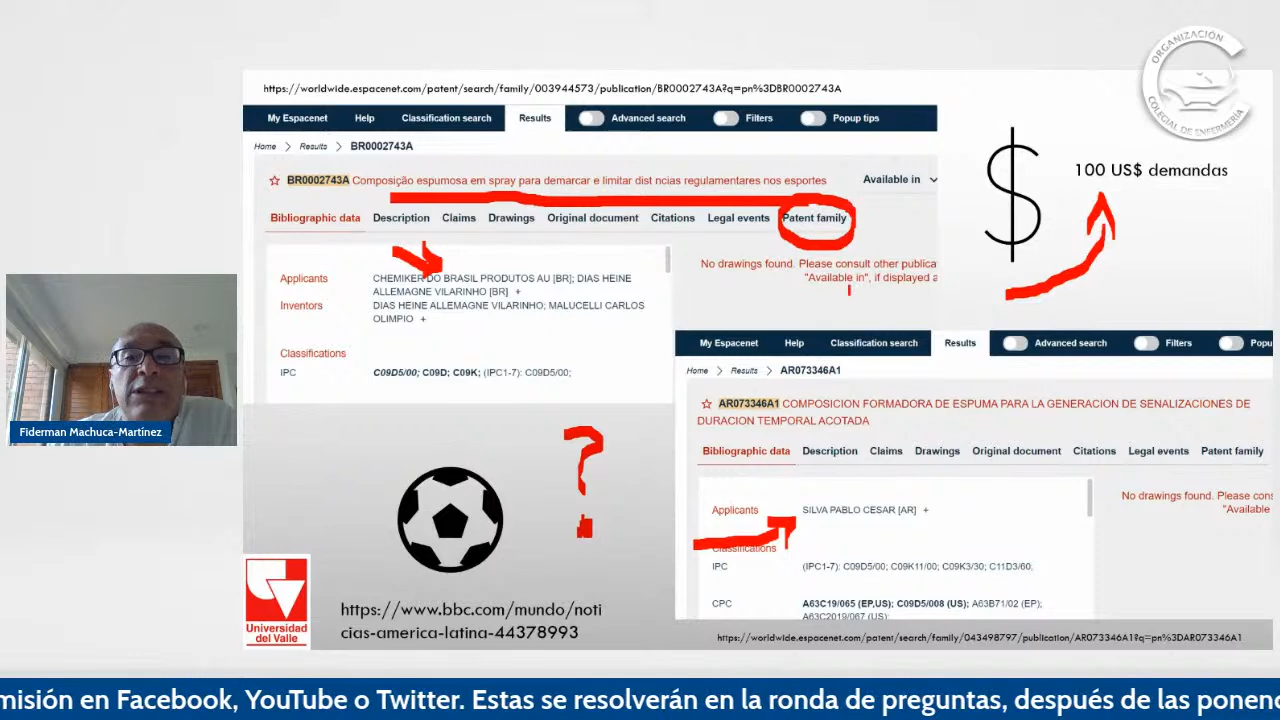 ORGANIZACIÓN
COLEGIAL DE ENFERMERÍA
https://worldwide.espacenet.com/patent/search/family/003944573/publication/BR0002743A?q=pn%3DBR0002743A
My Espacenet Help Classification search Results Advanced search Filters Popup tips
Home > Results > BR0002743A
BR0002743A Composição espumosa em spray para demarcar e limitar dist ncias regulamentares nos esportes
Available in
Bibliographic data Description Claims Drawings Original document Citations Legal events Patent family
No drawings found. Please consult other publica
"Available in", if displayed a
Applicants CHEMIKER DO BRASIL PRODUTOS AU [BR]; DIAS HEINE
ALLEMAGNE VILARINHO [BR] +
Inventors DIAS HEINE ALLEMAGNE VILARINHO; MALUCELLI CARLOS
OLIMPIO +
Classifications
IPC C09D5/00; C09D; C09K; (IPC1-7): C09D5/00;
$
100 US$ demandas
My Espacenet Help Classification search Results Advanced search Filters Popu
Home > Results > AR073346A1
AR073346A1 COMPOSICION FORMADORA DE ESPUMA PARA LA GENERACION DE SENALIZACIONES DE
DURACION TEMPORAL ACOTADA
Bibliographic data Description Claims Drawings Original document Citations Legal events Patent family
No drawings found. Please cons
"Available
Applicants SILVA PABLO CESAR [AR] +
Classifications
IPC (IPC1-7): C09D5/00; C09K11/00; C09K3/30; C11D3/60,
CPC A63C19/065 (EP,US); C09D5/008 (US); A63B71/02 (EP);
A63C2019/067 (US);
https://worldwide.espacenet.com/patent/search/family/043498797/publication/AR073346A1?q=pn%3DAR073346A1
?
Fiderman Machuca-Martínez
https://www.bbc.com/mundo/noti
cias-america-latina-44378993
Universidad
del Valle
misión en Facebook, YouTube o Twitter. Estas se resolverán en la ronda de preguntas, después de las ponenc